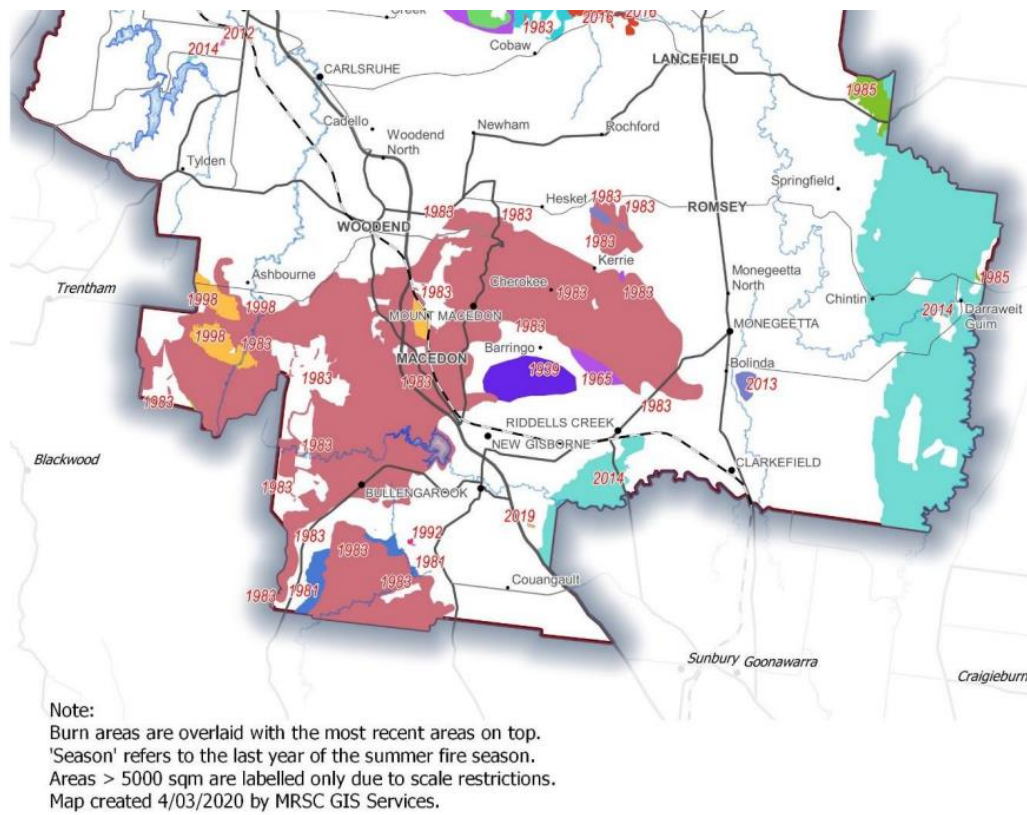 Creek
1983
2016
2016
2012
2014
Cobaw
LANCEFIELD
CARLSRUHE
1985
Cadello
Woodend
North
Newham
Rochford
Tylden
Springfield
Hesket
1983
1983
1983
1983
1983
ROMSEY
WOODEND
1983
Kerrie
Ashbourne
Monegeetta
North
1985
Trentham
1998
1998
1983
Cherokee
1983
1983
Chintin
2014
Darraweit
Guim
MOUNT MACEDON
1998
1983
1983
MONEGEETTA
MACEDON
Barringo
1939
1965
Bolinda
2013
1983
1983
1983
1983
RIDDELLS CREEK
NEW GISBORNE
1983
Blackwood
CLARKEFIELD
2014
1983
BULLENGAROOK
2019
1983
1992
1983
1981
1983
1981
1983
Couangault
Sunbury
Goonawarra
Craigieburn
Note:
Burn areas are overlaid with the most recent areas on top.
'Season' refers to the last year of the summer fire season.
Areas > 5000 sqm are labelled only due to scale restrictions.
Map created 4/03/2020 by MRSC GIS Services.